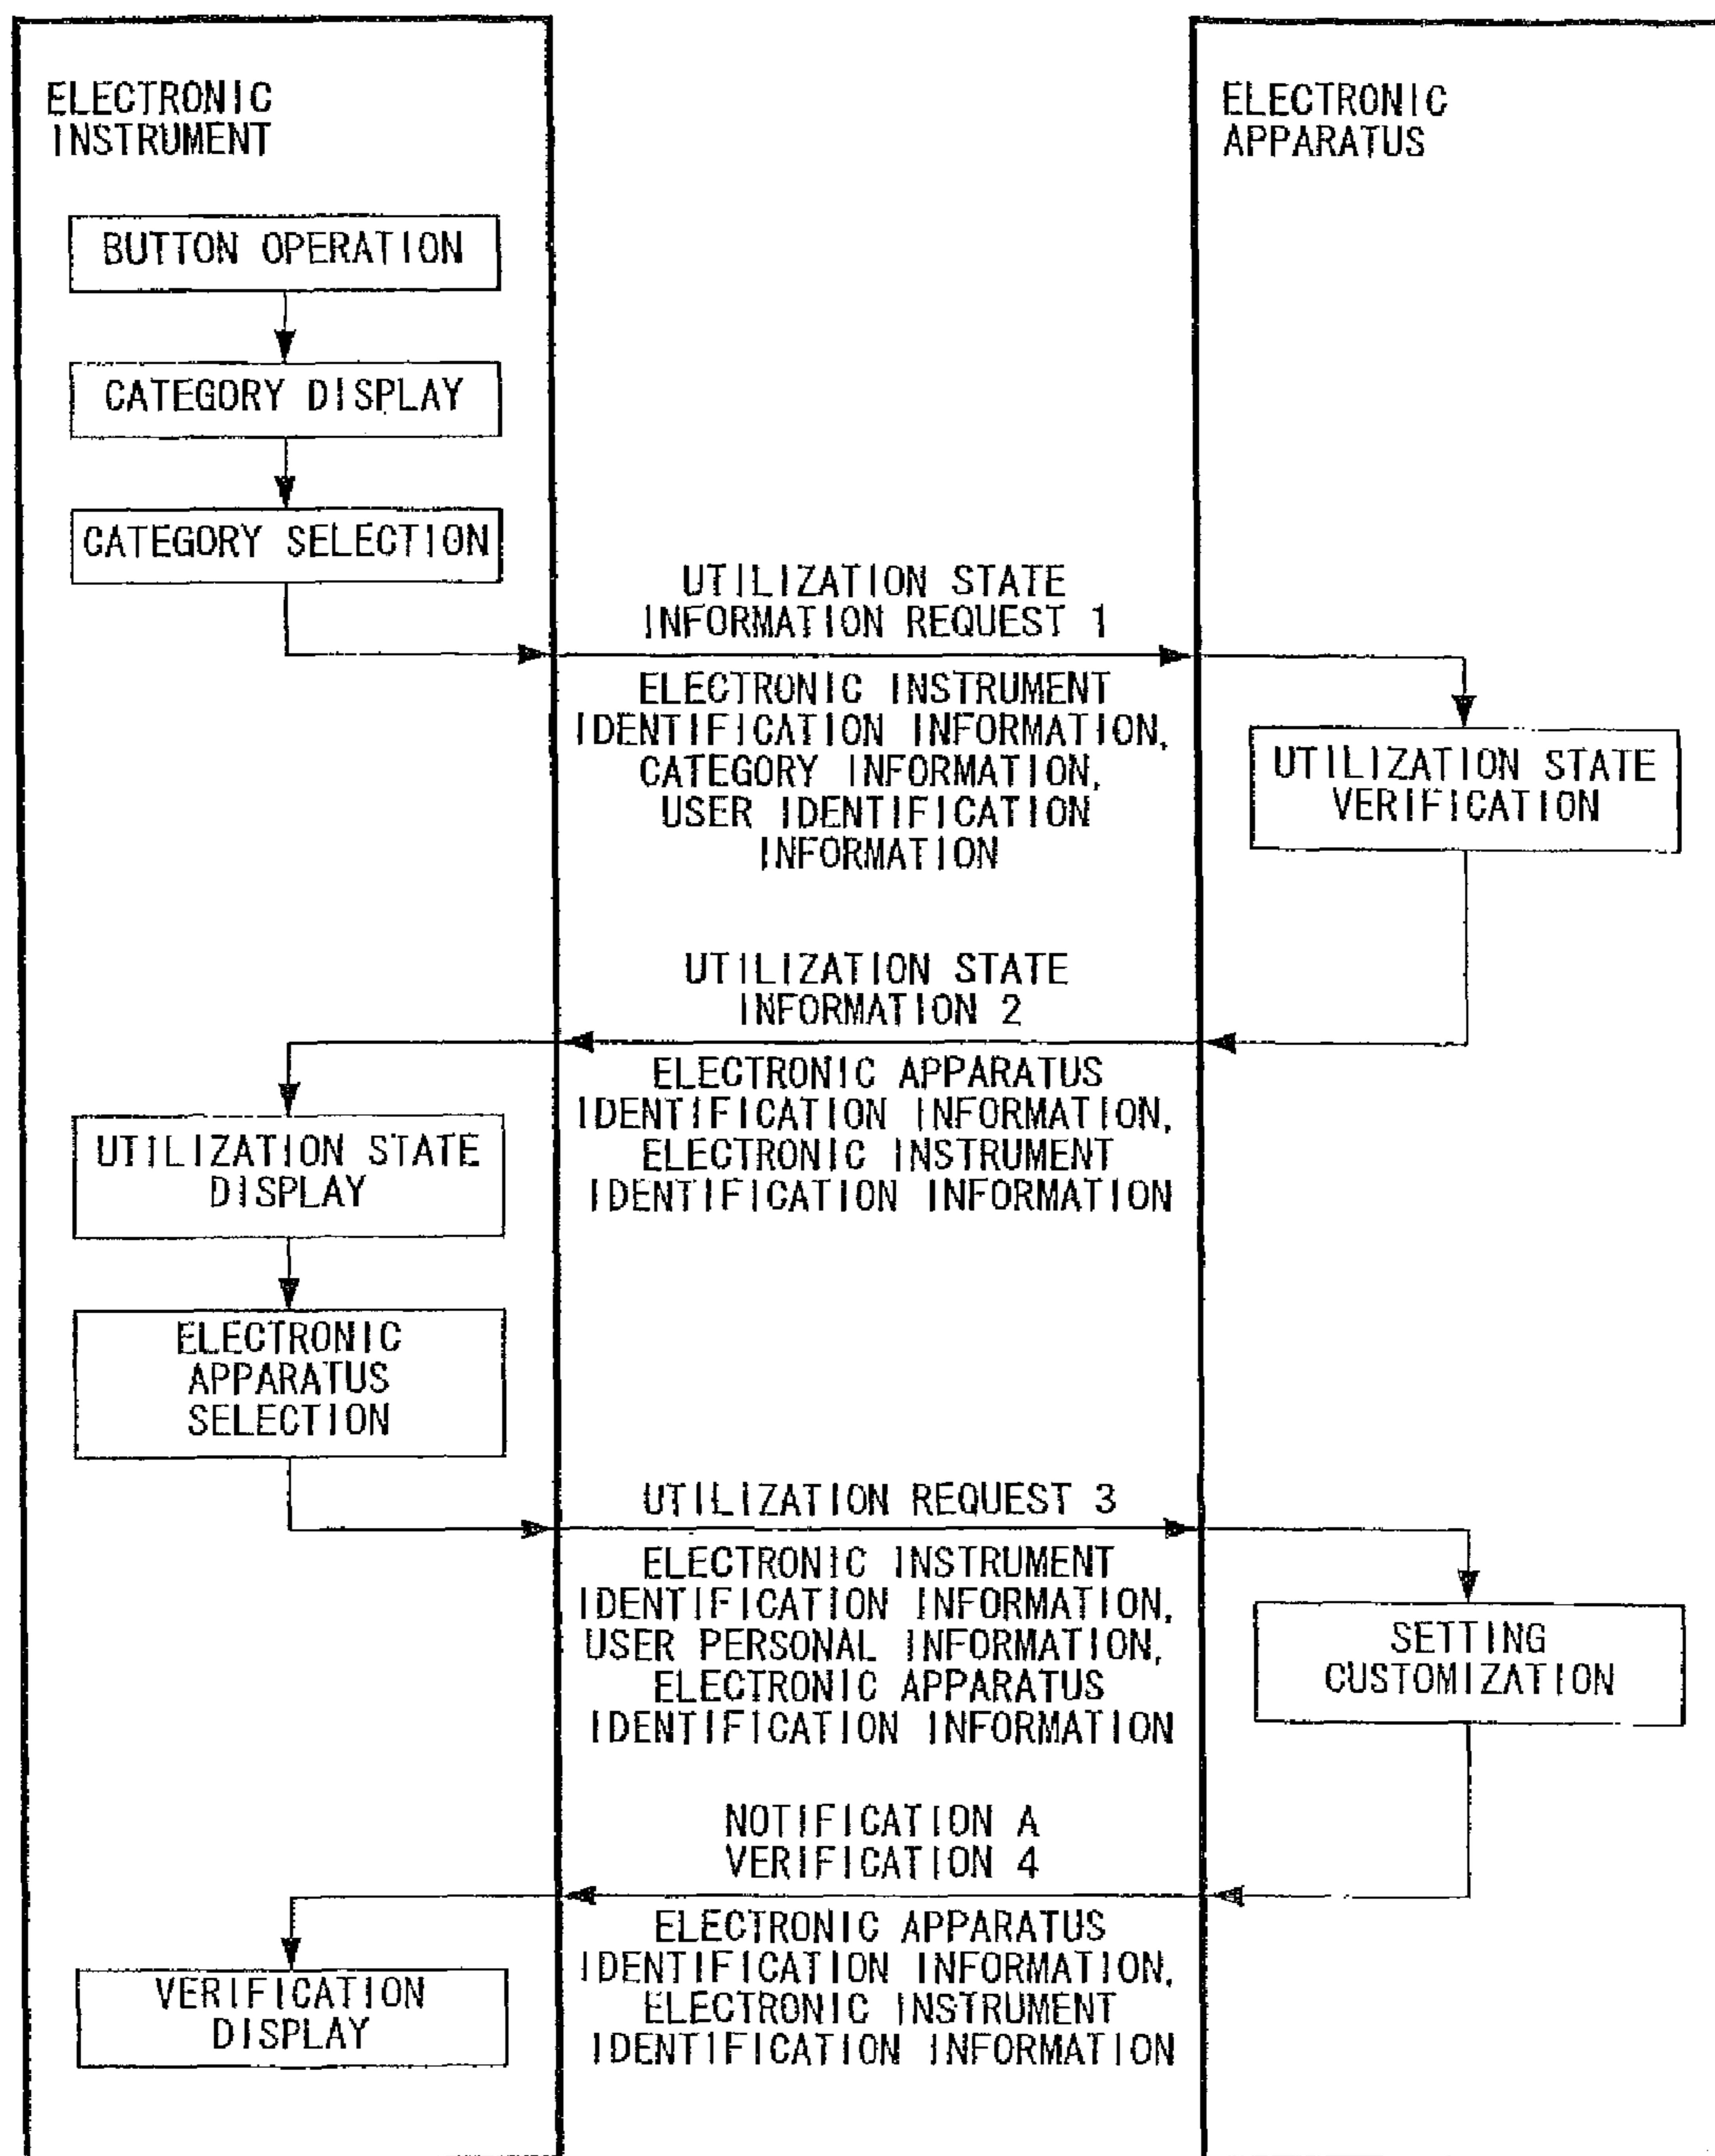 ELECTRONIC
INSTRUMENT
ELECTRONIC
APPARATUS
BUTTON OPERATION
CATEGORY DISPLAY
CATEGORY SELECTION
UTILIZATION STATE
INFORMATION REQUEST 1
ELECTRONIC INSTRUMENT
IDENTIFICATION INFORMATION,
CATEGORY INFORMATION,
USER IDENTIFICATION
INFORMATION
UTILIZATION STATE
VERIFICATION
UTILIZATION STATE
INFORMATION 2
ELECTRONIC APPARATUS
IDENTIFICATION INFORMATION,
ELECTRONIC INSTRUMENT
IDENTIFICATION INFORMATION
UTILIZATION STATE
DISPLAY
ELECTRONIC
APPARATUS
SELECTION
UTILIZATION REQUEST 3
ELECTRONIC INSTRUMENT
IDENTIFICATION INFORMATION,
USER PERSONAL INFORMATION,
ELECTRONIC APPARATUS
IDENTIFICATION INFORMATION
SETTING
CUSTOMIZATION
NOTIFICATION A
VERIFICATION 4
ELECTRONIC APPARATUS
IDENTIFICATION INFORMATION,
ELECTRONIC INSTRUMENT
IDENTIFICATION INFORMATION
VERIFICATION
DISPLAY